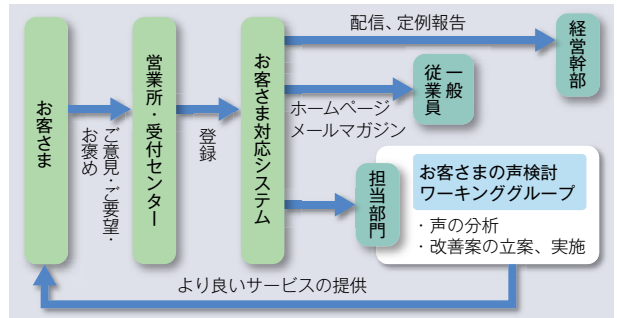 お客さま
ご意見・ご要望・
お褒め
営業所・受付センター
登録
お客さま対応システム
配信、定例報告
経営幹部
ホームページ
メールマガジン
一般
従業員
担当部門
お客さまの声検討
ワーキンググループ
・声の分析
・改善案の立案、実施
より良いサービスの提供